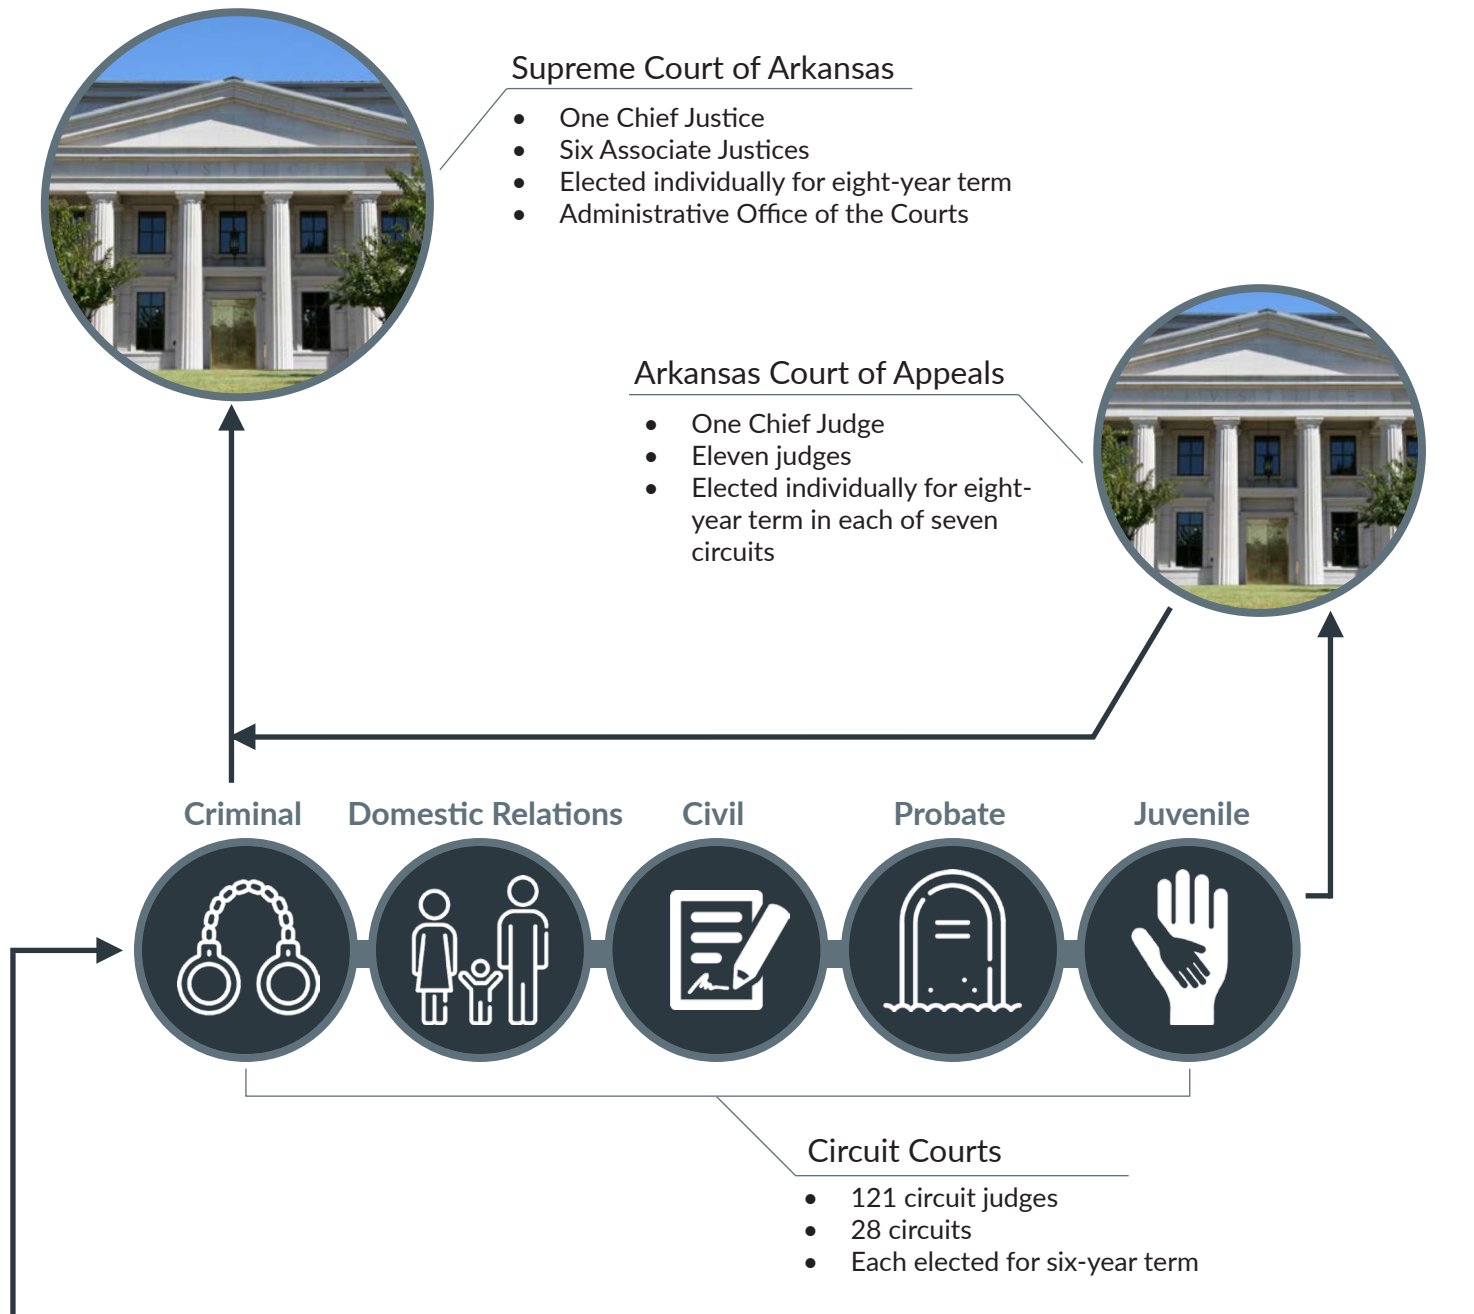 Supreme Court of Arkansas
• One Chief Justice
• Six Associate Justices
• Elected individually for eight-year term
• Administrative Office of the Courts
Arkansas Court of Appeals
• One Chief Judge
• Eleven judges
• Elected individually for eight-
year term in each of seven
circuits
Criminal
Domestic Relations
Civil
Probate
Juvenile
Circuit Courts
• 121 circuit judges
• 28 circuits
• Each elected for six-year term